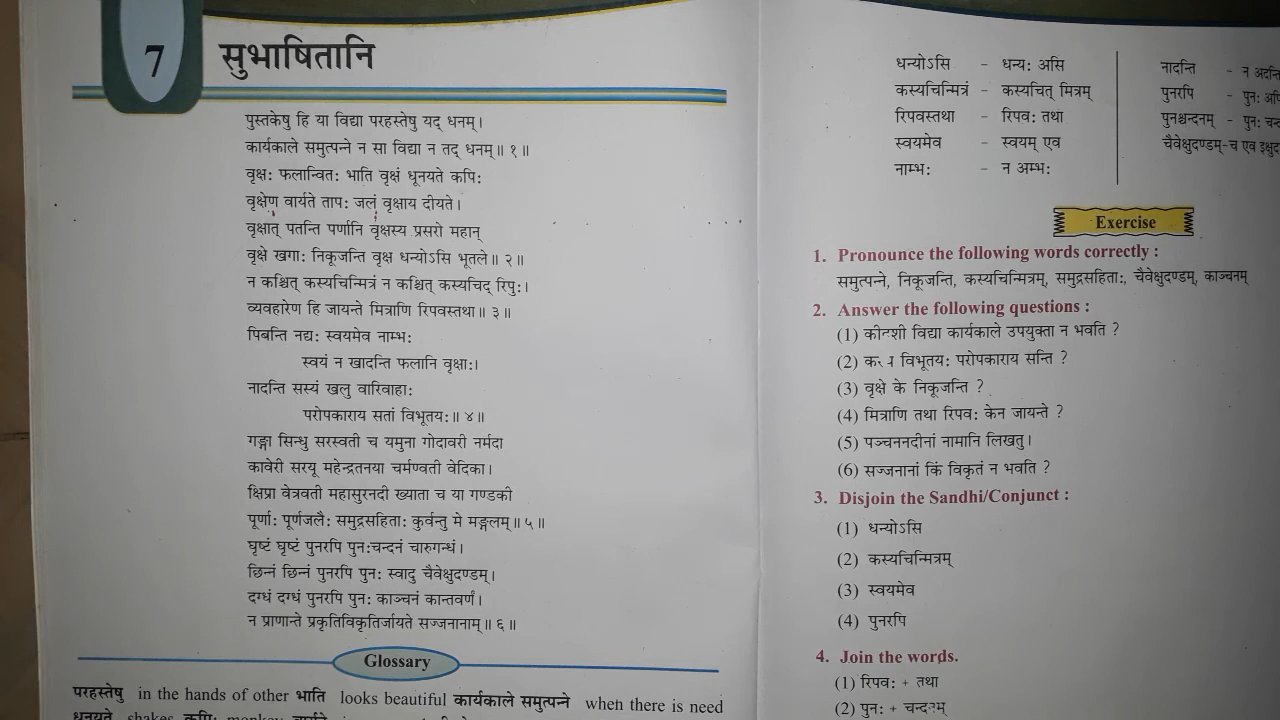 7
सुभाषितानि
पुस्तकेषु हि या विद्या परहस्तेषु यद् धनम्।
कार्यकाले समुत्पन्ने न सा विद्या न तद् धनम्॥ १॥
वृक्षः फलान्वितः भाति वृक्षं धूनयते कपिः
वृक्षेण वार्यते तापः जलं वृक्षाय दीयते।
वृक्षात् पतन्ति पर्णानि वृक्षस्य प्रसरो महान्
वृक्षे खगाः निकूजन्ति वृक्ष धन्योऽसि भूतले॥ २॥
न कश्चित् कस्यचिन्मित्रं न कश्चित् कस्यचिद् रिपुः।
व्यवहारेण हि जायन्ते मित्राणि रिपवस्तथा॥ ३॥
पिबन्ति नद्यः स्वयमेव नाम्भः
स्वयं न खादन्ति फलानि वृक्षाः।
नादन्ति सस्यं खलु वारिवाहाः
परोपकाराय सतां विभूतयः॥ ४॥
गङ्गा सिन्धु सरस्वती च यमुना गोदावरी नर्मदा
कावेरी सरयू महेन्द्रतनया चर्मण्वती वेदिका।
क्षिप्रा वेत्रवती महासुरनदी ख्याता च या गण्डकी
पूर्णाः पूर्णजलैः समुद्रसहिताः कुर्वन्तु मे मङ्गलम्॥ ५॥
घृष्टं घृष्टं पुनरपि पुनःचन्दनं चारुगन्धं।
छिन्नं छिन्नं पुनरपि पुनः स्वादु चैवेक्षुदण्डम्।
दग्धं दग्धं पुनरपि पुनः काञ्चनं कान्तवर्णं।
न प्राणान्ते प्रकृतिविकृतिर्जायते सज्जनानाम्॥ ६॥
Glossary
परहस्तेषु in the hands of other भाति looks beautiful कार्यकाले समुत्पन्ने when there is need
धूनयते shakes कपिः monkey
धन्योऽसि - धन्यः असि
कस्यचिन्मित्रं - कस्यचित् मित्रम्
रिपवस्तथा - रिपवः तथा
स्वयमेव - स्वयम् एव
नाम्भः - न अम्भः
नादन्ति - न अदन्ति
पुनरपि - पुनः
पुनश्चन्दनम् - पुनः
चैवेक्षुदण्डम्-च एव
Exercise
1. Pronounce the following words correctly :
समुत्पन्ने, निकूजन्ति, कस्यचिन्मित्रम्, समुद्रसहिताः, चैवेक्षुदण्डम्, काञ्चनम्
2. Answer the following questions :
(1) कीदृशी विद्या कार्यकाले उपयुक्ता न भवति ?
(2) विभूतयः परोपकाराय सन्ति ?
(3) वृक्षे के निकूजन्ति ?
(4) मित्राणि तथा रिपवः केन जायन्ते ?
(5) पञ्चनदीनां नामानि लिखतु।
(6) सज्जनानां किं विकृतं न भवति ?
3. Disjoin the Sandhi/Conjunct :
(1) धन्योऽसि
(2) कस्यचिन्मित्रम्
(3) स्वयमेव
(4) पुनरपि
4. Join the words.
(1) रिपवः + तथा
(2) पुनः + चन्दनम्